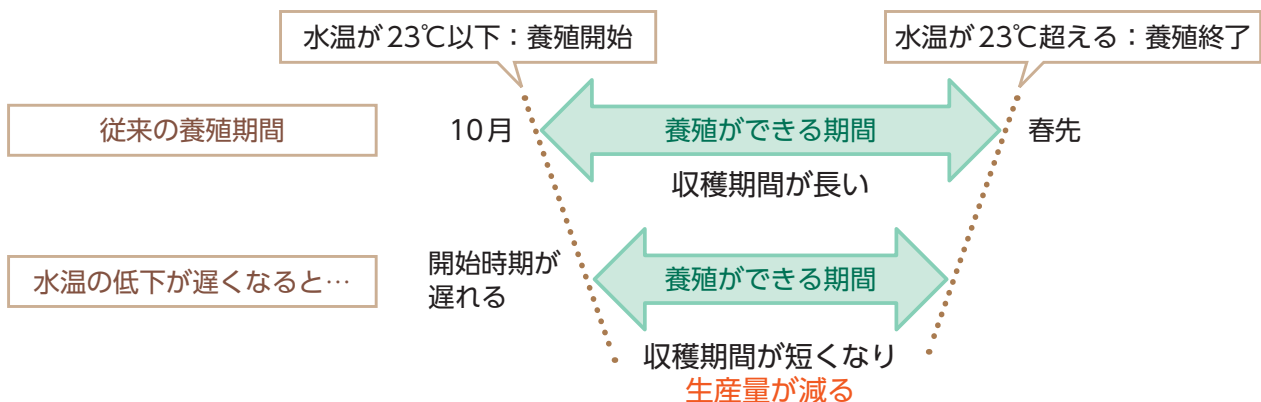 水温が23℃以下：養殖開始
水温が23℃超える：養殖終了
従来の養殖期間
10月
養殖ができる期間
春先
収穫期間が長い
水温の低下が遅くなると…
開始時期が
遅れる
養殖ができる期間
収穫期間が短くなり
生産量が減る